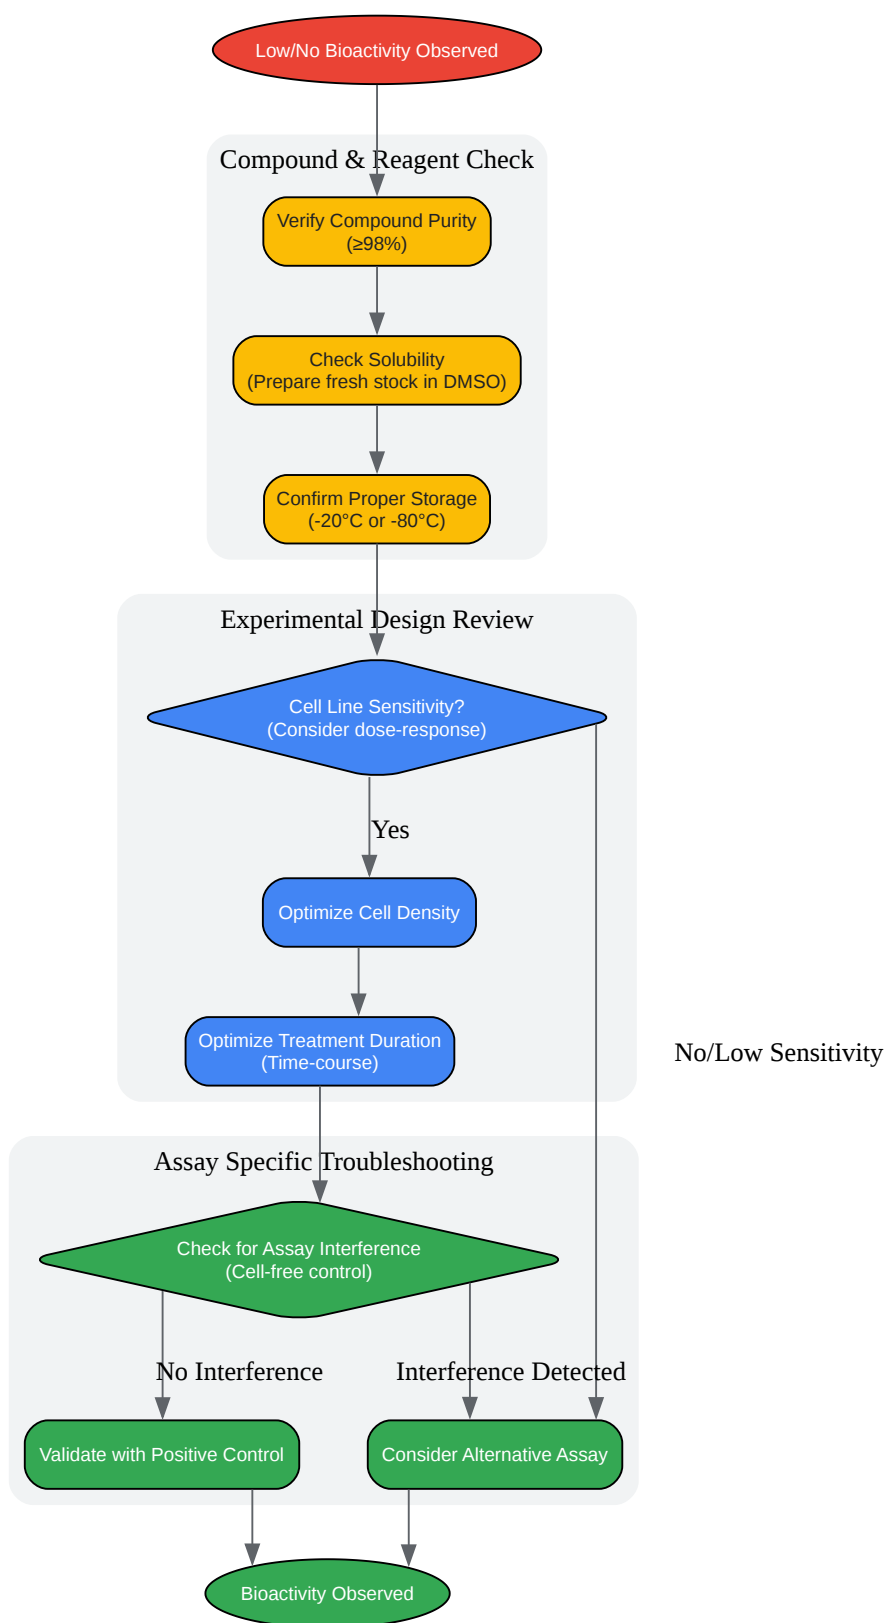 Low/No Bioactivity Observed
Compound & Reagent Check
Verify Compound Purity
(≥98%)
Check Solubility
(Prepare fresh stock in DMSO)
Confirm Proper Storage
(-20°C or -80°C)
Experimental Design Review
Cell Line Sensitivity?
(Consider dose-response)
Yes
Optimize Cell Density
Optimize Treatment Duration
(Time-course)
No/Low Sensitivity
Assay Specific Troubleshooting
Check for Assay Interference
(Cell-free control)
No Interference
Interference Detected
Validate with Positive Control
Consider Alternative Assay
Bioactivity Observed